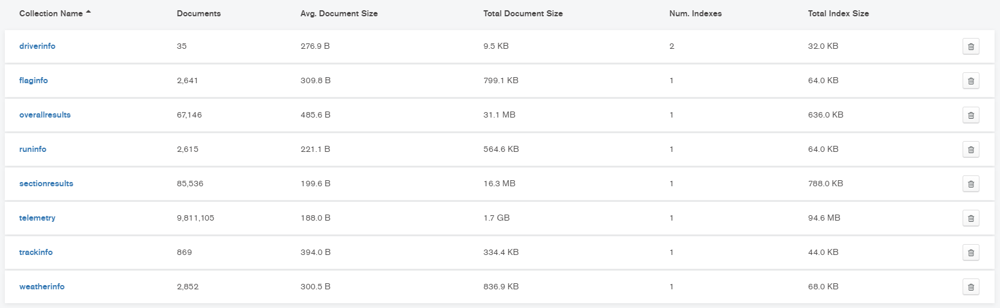 Collection Name Documents Avg. Document Size Total Document Size Num. Indexes Total Index Size
driverinfo 35 276.9 B 9.5 KB 2 32.0 KB
flaginfo 2,641 309.8 B 799.1 KB 1 64.0 KB
overallresults 67,146 485.6 B 31.1 MB 1 636.0 KB
runinfo 2,615 221.1 B 564.6 KB 1 64.0 KB
sectionresults 85,536 199.6 B 16.3 MB 1 788.0 KB
telemetry 9,811,105 188.0 B 1.7 GB 1 94.6 MB
trackinfo 869 394.0 B 334.4 KB 1 44.0 KB
weatherinfo 2,852 300.5 B 836.9 KB 1 68.0 KB